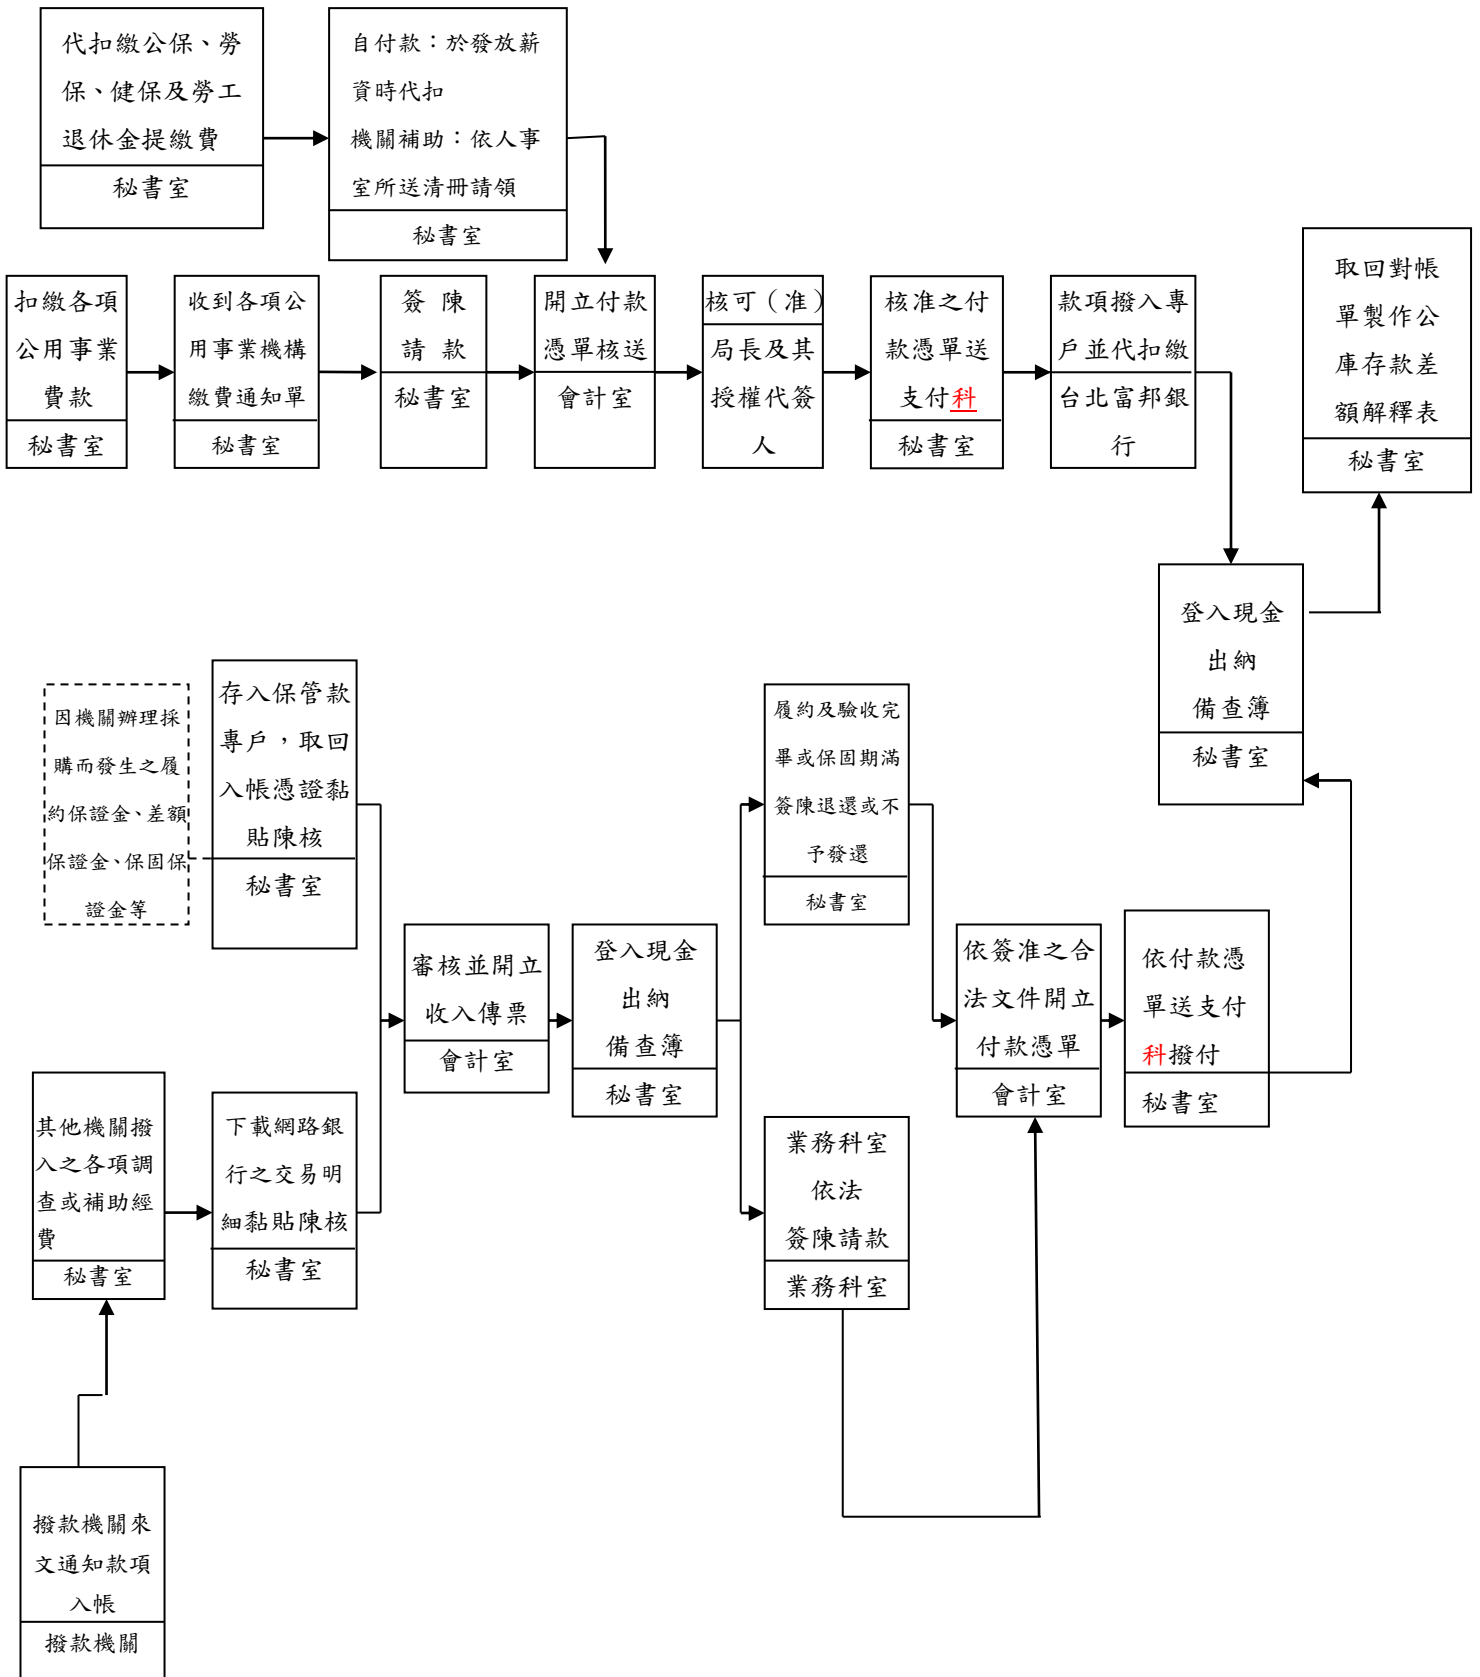 代扣繳公保、勞
保、健保及勞工
退休金提繳費
秘書室
自付款：於發放薪
資時代扣
機關補助：依人事
室所送清冊請領
秘書室
扣繳各項
公用事業
費款
秘書室
收到各項公
用事業機構
繳費通知單
秘書室
簽 陳
請 款
秘書室
開立付款
憑單核送
會計室
核可（准）
局長及其
授權代簽
人
核准之付
款憑單送
支付科
秘書室
款項撥入專
戶並代扣繳
台北富邦銀
行
取回對帳
單製作公
庫存款差
額解釋表
秘書室
登入現金
出納
備查簿
秘書室
因機關辦理採
購而發生之履
約保證金、差額
保證金、保固保
證金等
存入保管款
專戶，取回
入帳憑證黏
貼陳核
秘書室
履約及驗收完
畢或保固期滿
簽陳退還或不
予發還
秘書室
審核並開立
收入傳票
會計室
登入現金
出納
備查簿
秘書室
依簽准之合
法文件開立
付款憑單
會計室
依付款憑
單送支付
科撥付
秘書室
其他機關撥
入之各項調
查或補助經
費
秘書室
下載網路銀
行之交易明
細黏貼陳核
秘書室
業務科室
依法
簽陳請款
業務科室
撥款機關來
文通知款項
入帳
撥款機關